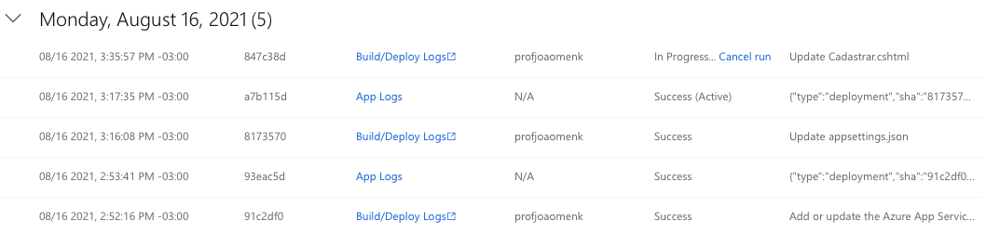 Monday, August 16, 2021 (5)
08/16 2021, 3:35:57 PM -03:00 847c38d Build/Deploy Logs profjoaomenk In Progress... Cancel run Update Cadastrar.cshtml
08/16 2021, 3:17:35 PM -03:00 a7b115d App Logs N/A Success (Active) {"type":"deployment","sha":"817357...
08/16 2021, 3:16:08 PM -03:00 8173570 Build/Deploy Logs profjoaomenk Success Update appsettings.json
08/16 2021, 2:53:41 PM -03:00 93eac5d App Logs N/A Success {"type":"deployment","sha":"91c2df0...
08/16 2021, 2:52:16 PM -03:00 91c2df0 Build/Deploy Logs profjoaomenk Success Add or update the Azure App Servic...